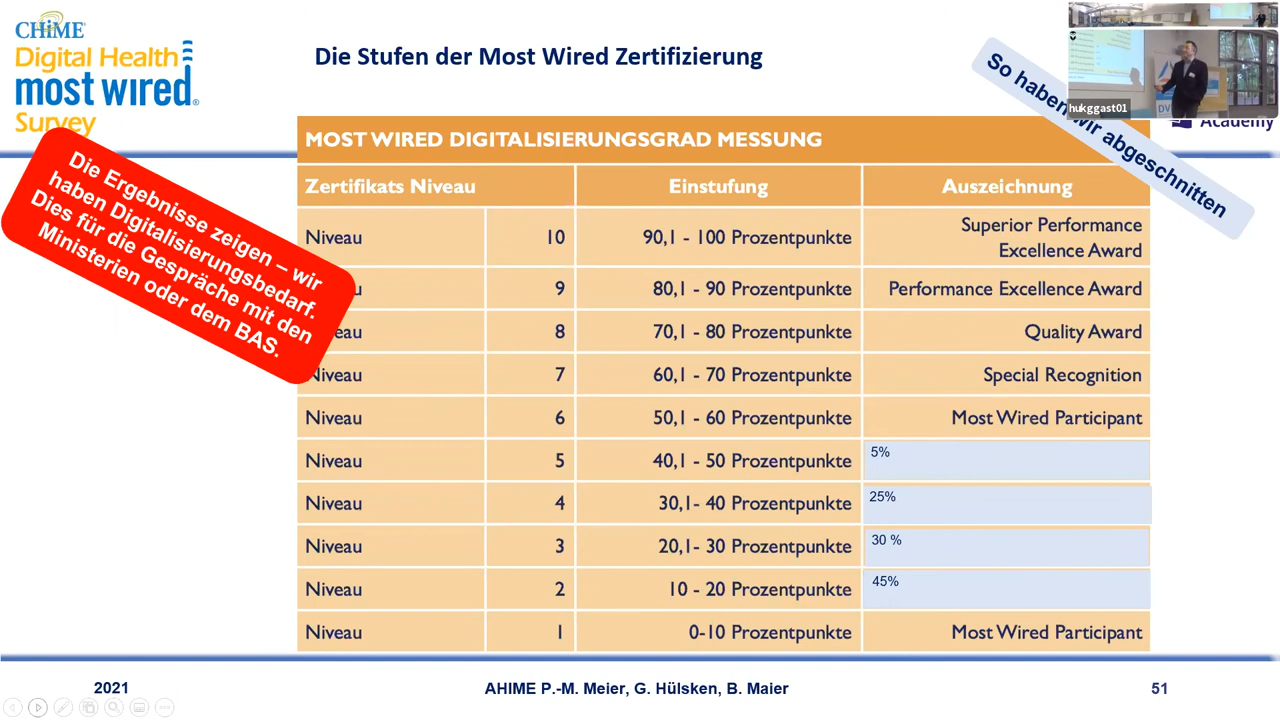 CHiME
Digital Health
most wired
Survey
Die Stufen der Most Wired Zertifizierung
So haben wir abgeschnitten
hukggast01
Academy
Die Ergebnisse zeigen – wir
haben Digitalisierungsbedarf.
Dies für die Gespräche mit den
Ministerien oder dem BAS.
MOST WIRED DIGITALISIERUNGSGRAD MESSUNG
Zertifikats Niveau Einstufung Auszeichnung
Niveau 10 90,1 - 100 Prozentpunkte Superior Performance
Excellence Award
9 80,1 - 90 Prozentpunkte Performance Excellence Award
8 70,1 - 80 Prozentpunkte Quality Award
Niveau 7 60,1 - 70 Prozentpunkte Special Recognition
Niveau 6 50,1 - 60 Prozentpunkte Most Wired Participant
Niveau 5 40,1 - 50 Prozentpunkte 5%
Niveau 4 30,1- 40 Prozentpunkte 25%
Niveau 3 20,1- 30 Prozentpunkte 30 %
Niveau 2 10 - 20 Prozentpunkte 45%
Niveau 1 0-10 Prozentpunkte Most Wired Participant
2021 AHIME P.-M. Meier, G. Hülsken, B. Maier 51